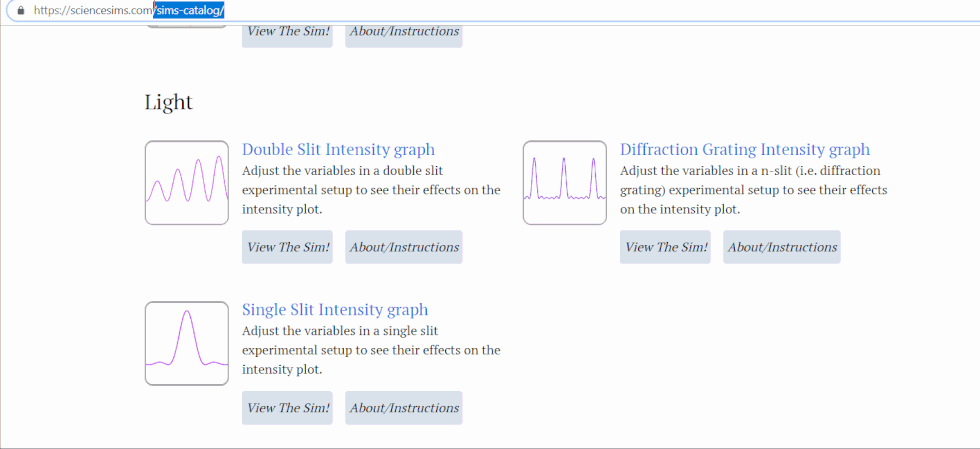 https://sciencesims.com/sims-catalog/
View The Sim! About/Instructions
Light
Double Slit Intensity graph
Adjust the variables in a double slit
experimental setup to see their effects on the
intensity plot.
View The Sim! About/Instructions
Diffraction Grating Intensity graph
Adjust the variables in a n-slit (i.e. diffraction
grating) experimental setup to see their effects
on the intensity plot.
View The Sim! About/Instructions
Single Slit Intensity graph
Adjust the variables in a single slit
experimental setup to see their effects on the
intensity plot.
View The Sim! About/Instructions